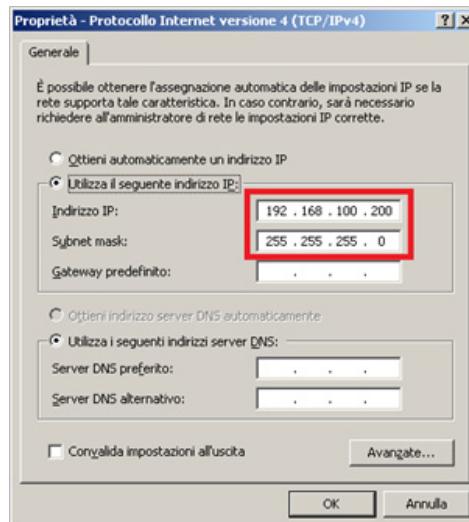 Proprietà - Protocollo Internet versione 4 (TCP/IPv4)
Generale
È possibile ottenere l'assegnazione automatica delle impostazioni IP se la
rete supporta tale caratteristica. In caso contrario, sarà necessario
richiedere all'amministratore di rete le impostazioni IP corrette.
Ottieni automaticamente un indirizzo IP
Utilizza il seguente indirizzo IP:
Indirizzo IP: 192 . 168 . 100 . 200
Subnet mask: 255 . 255 . 255 . 0
Gateway predefinito: . . .
Ottieni indirizzo server DNS automaticamente
Utilizza i seguenti indirizzi server DNS:
Server DNS preferito: . . .
Server DNS alternativo: . . .
Convalida impostazioni all'uscita
Avanzate...
OK Annulla